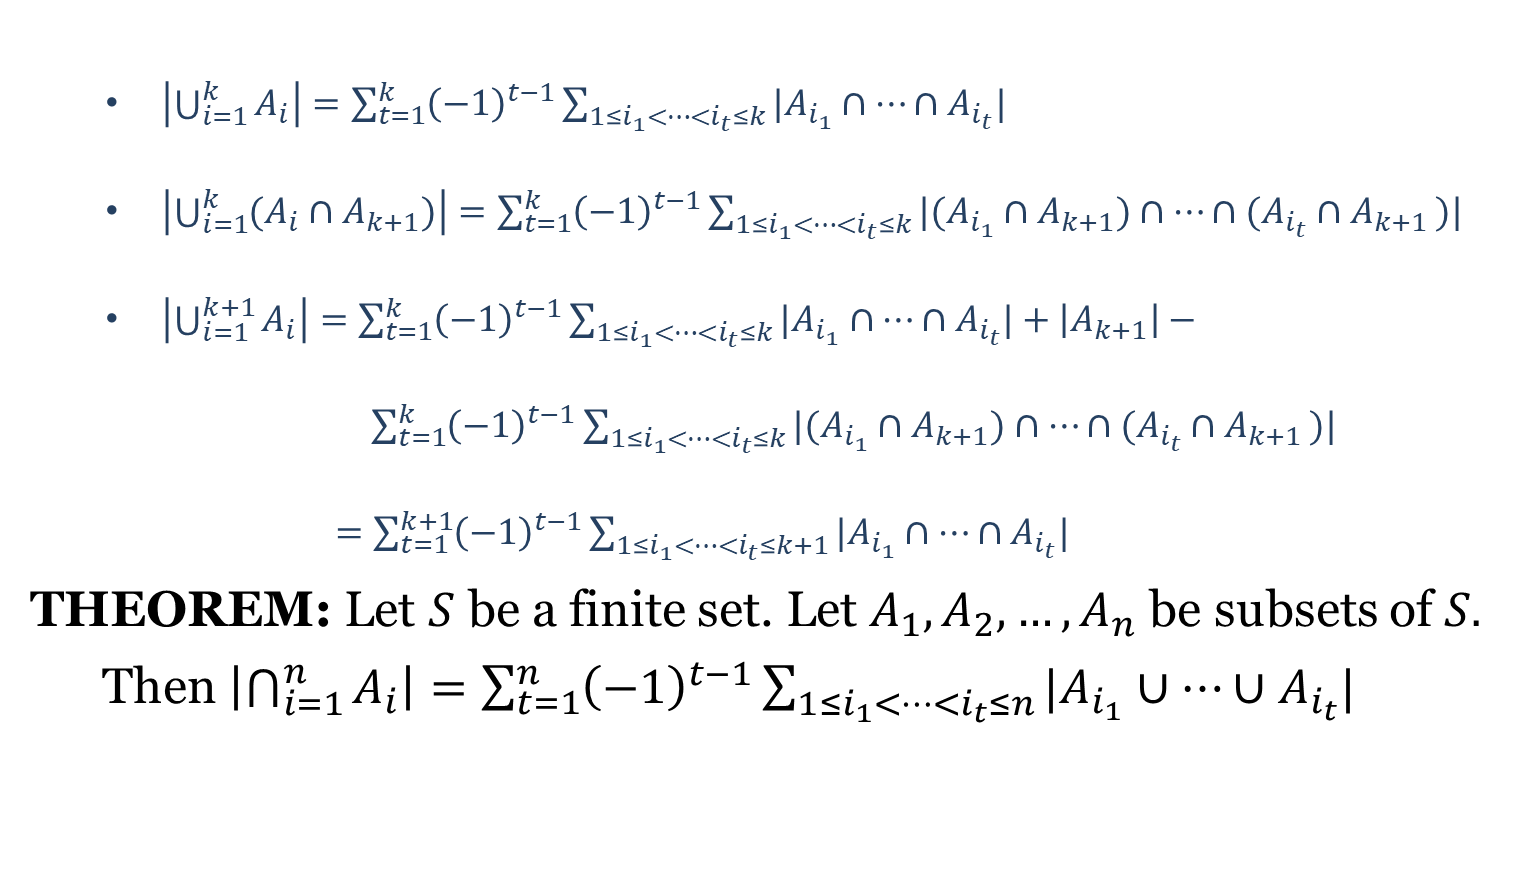 • |⋃_{i=1}^{k} A_i| = ∑_{t=1}^{k}(−1)^{t−1} ∑_{1≤i_1<⋯<i_t≤k} |A_{i_1} ∩ ⋯ ∩ A_{i_t}|
• |⋃_{i=1}^{k}(A_i ∩ A_{k+1})| = ∑_{t=1}^{k}(−1)^{t−1} ∑_{1≤i_1<⋯<i_t≤k} |(A_{i_1} ∩ A_{k+1}) ∩ ⋯ ∩ (A_{i_t} ∩ A_{k+1})|
• |⋃_{i=1}^{k+1} A_i| = ∑_{t=1}^{k}(−1)^{t−1} ∑_{1≤i_1<⋯<i_t≤k} |A_{i_1} ∩ ⋯ ∩ A_{i_t}| + |A_{k+1}| −
∑_{t=1}^{k}(−1)^{t−1} ∑_{1≤i_1<⋯<i_t≤k} |(A_{i_1} ∩ A_{k+1}) ∩ ⋯ ∩ (A_{i_t} ∩ A_{k+1})|
= ∑_{t=1}^{k+1}(−1)^{t−1} ∑_{1≤i_1<⋯<i_t≤k+1} |A_{i_1} ∩ ⋯ ∩ A_{i_t}|
THEOREM: Let S be a finite set. Let A_1, A_2, … , A_n be subsets of S.
Then |⋂_{i=1}^{n} A_i| = ∑_{t=1}^{n}(−1)^{t−1} ∑_{1≤i_1<⋯<i_t≤n} |A_{i_1} ∪ ⋯ ∪ A_{i_t}|